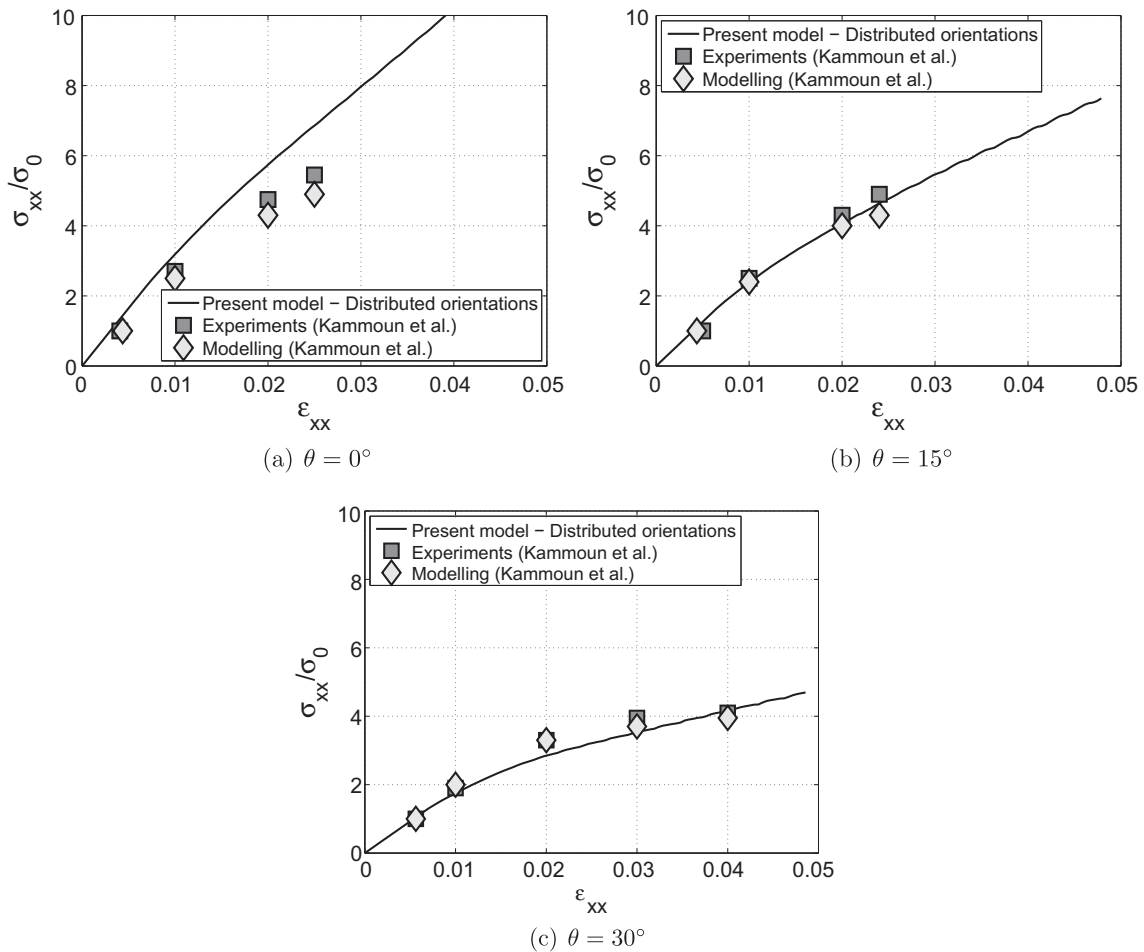 10
8
6
4
2
0
σxx/σ0
Present model − Distributed orientations
Experiments (Kammoun et al.)
Modelling (Kammoun et al.)
0 0.01 0.02 0.03 0.04 0.05
εxx
(a) θ = 0°
10
8
6
4
2
0
σxx/σ0
Present model − Distributed orientations
Experiments (Kammoun et al.)
Modelling (Kammoun et al.)
0 0.01 0.02 0.03 0.04 0.05
εxx
(b) θ = 15°
10
8
6
4
2
0
σxx/σ0
Present model − Distributed orientations
Experiments (Kammoun et al.)
Modelling (Kammoun et al.)
0 0.01 0.02 0.03 0.04 0.05
εxx
(c) θ = 30°